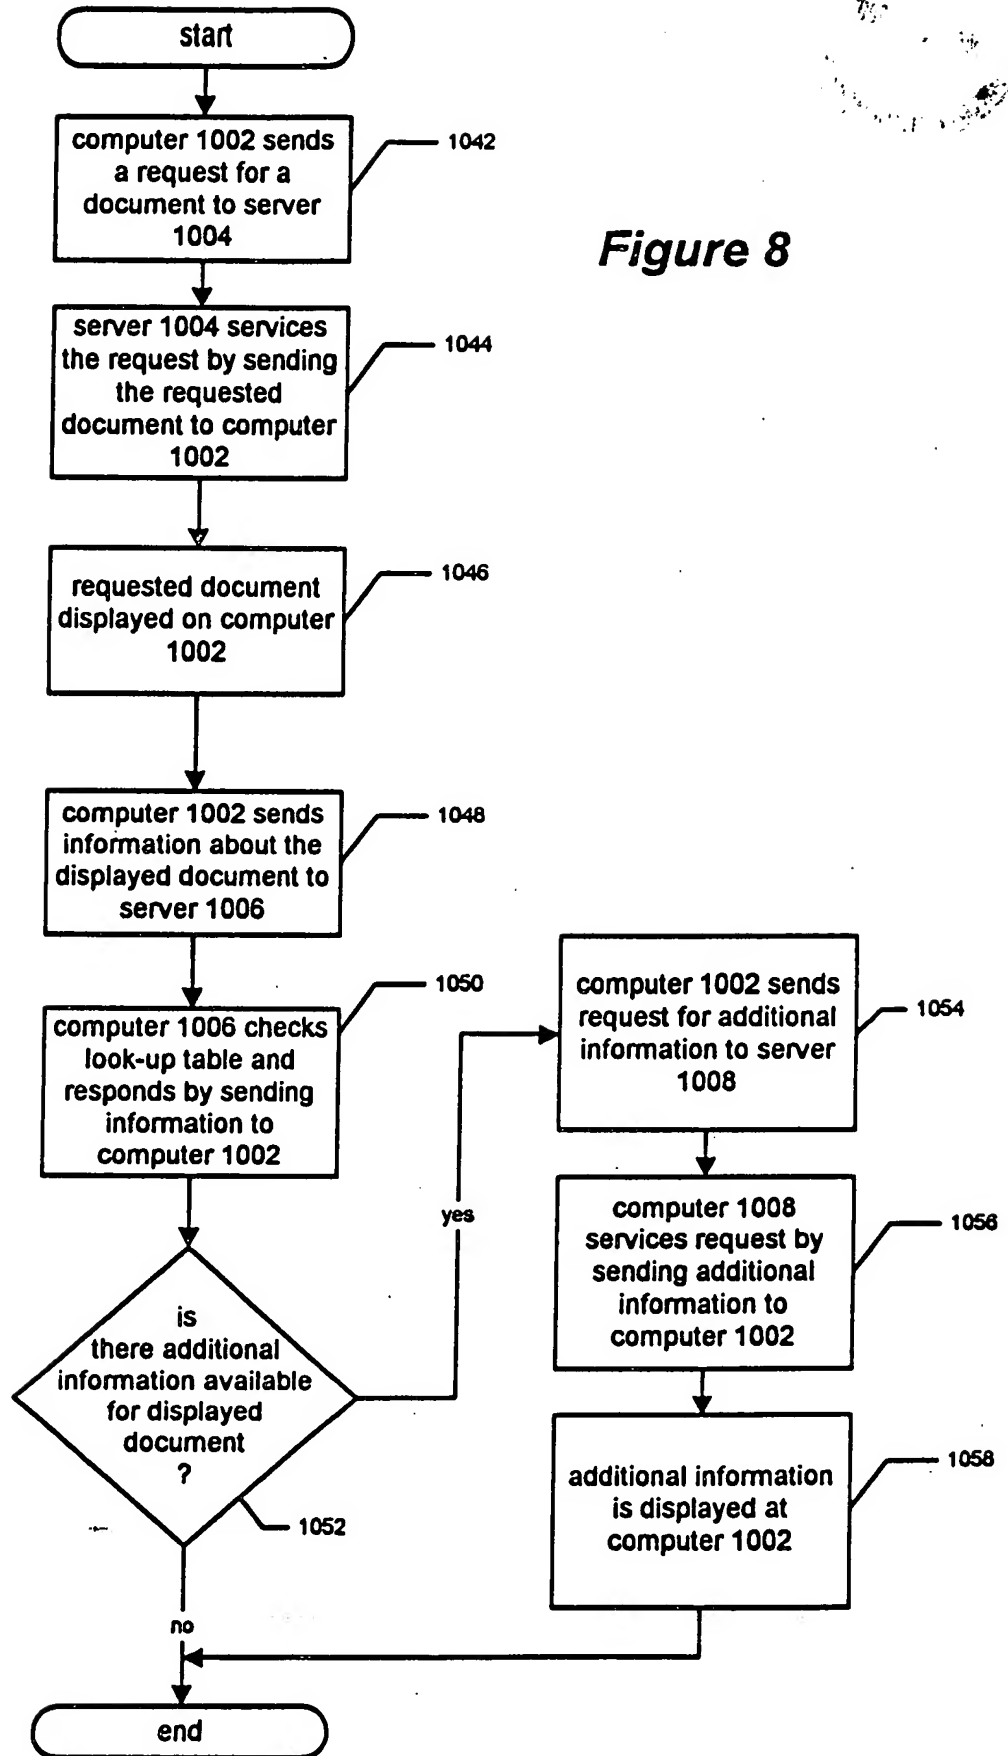 start
computer 1002 sends
a request for a
document to server
1004
1042
Figure 8
server 1004 services
the request by sending
the requested
document to computer
1002
1044
requested document
displayed on computer
1002
1046
computer 1002 sends
information about the
displayed document to
server 1006
1048
computer 1006 checks
look-up table and
responds by sending
information to
computer 1002
1050
is
there additional
information available
for displayed
document
?
1052
yes
no
computer 1002 sends
request for additional
information to server
1008
1054
computer 1008
services request by
sending additional
information to
computer 1002
1056
additional information
is displayed at
computer 1002
1058
end